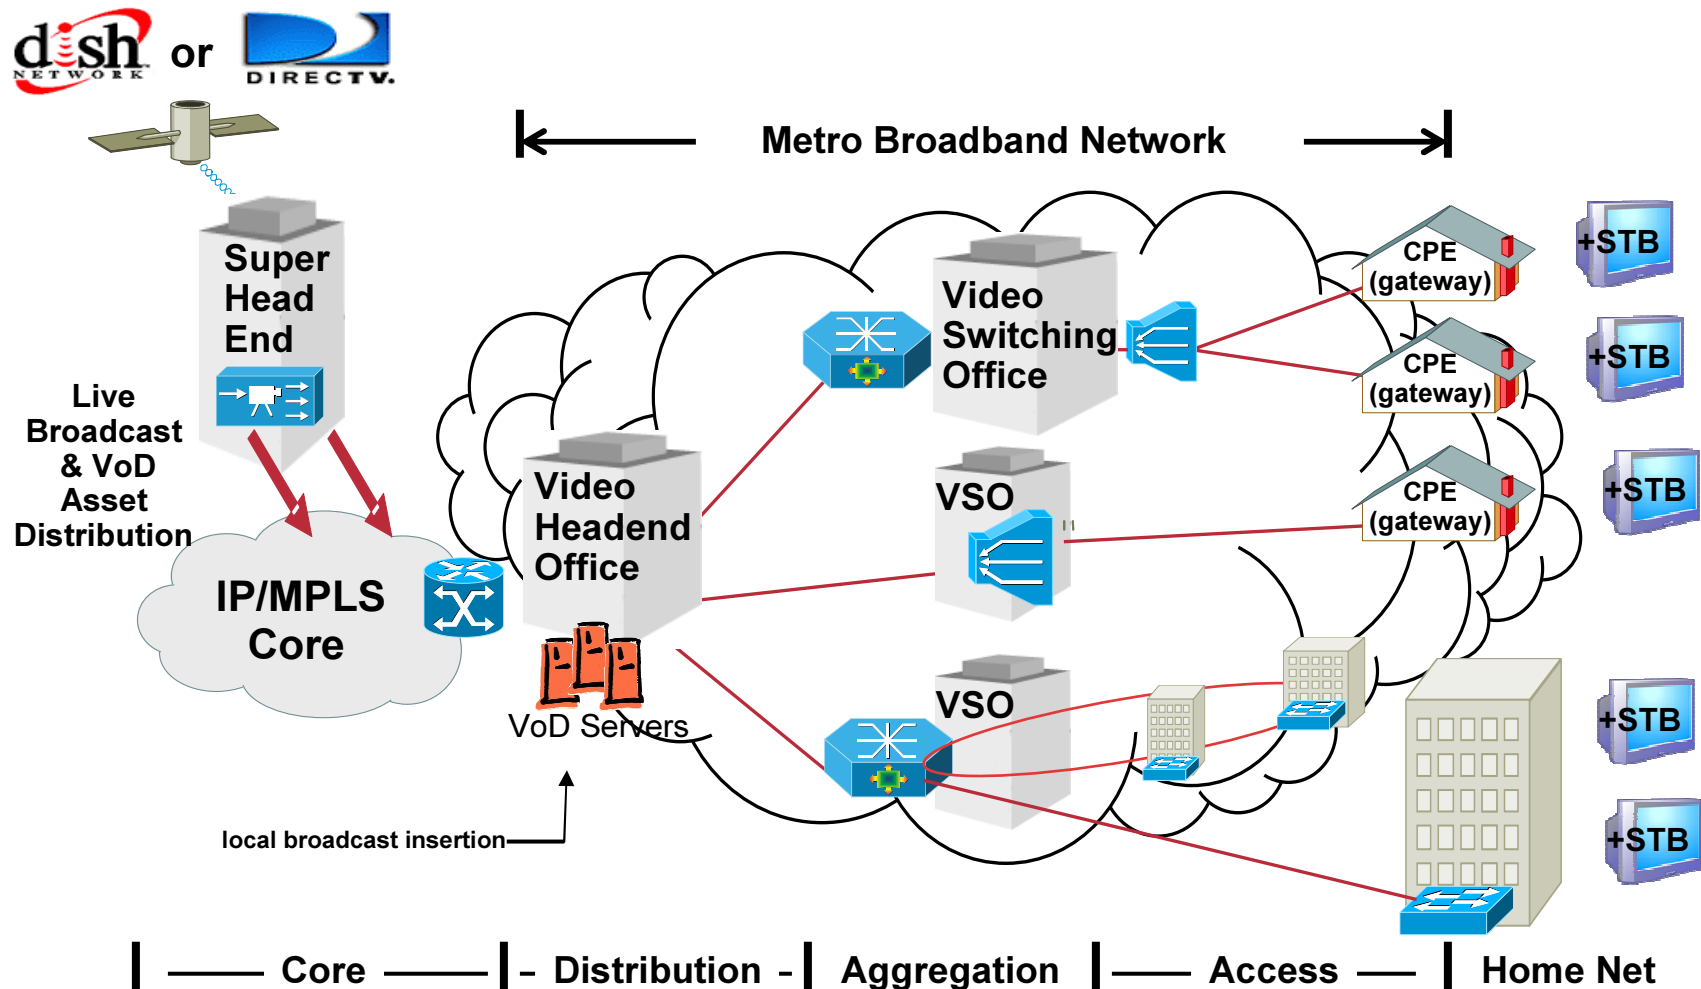 dish
NETWORK
or
DIRECTV.
Metro Broadband Network
Super
Head
End
Live
Broadcast
& VoD
Asset
Distribution
IP/MPLS
Core
Video
Headend
Office
VoD Servers
local broadcast insertion
Video
Switching
Office
VSO
VSO
CPE
(gateway)
CPE
(gateway)
CPE
(gateway)
+STB
+STB
+STB
+STB
+STB
Core
Distribution
Aggregation
Access
Home Net